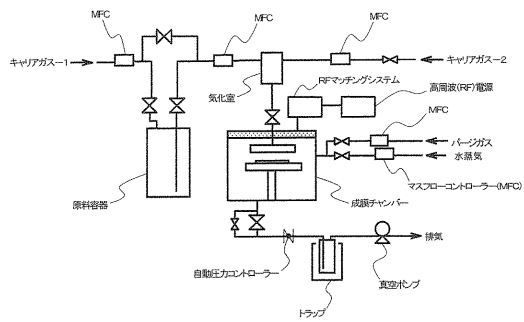 MFC
MFC
MFC
キャリアガスー1
キャリアガスー2
気化室
RFマッチングシステム
高周波(RF)電源
MFC
パージガス
水蒸気
マスフローコントローラー(MFC)
原料容器
成膜チャンバー
排気
自動圧力コントローラー
真空ポンプ
トラップ